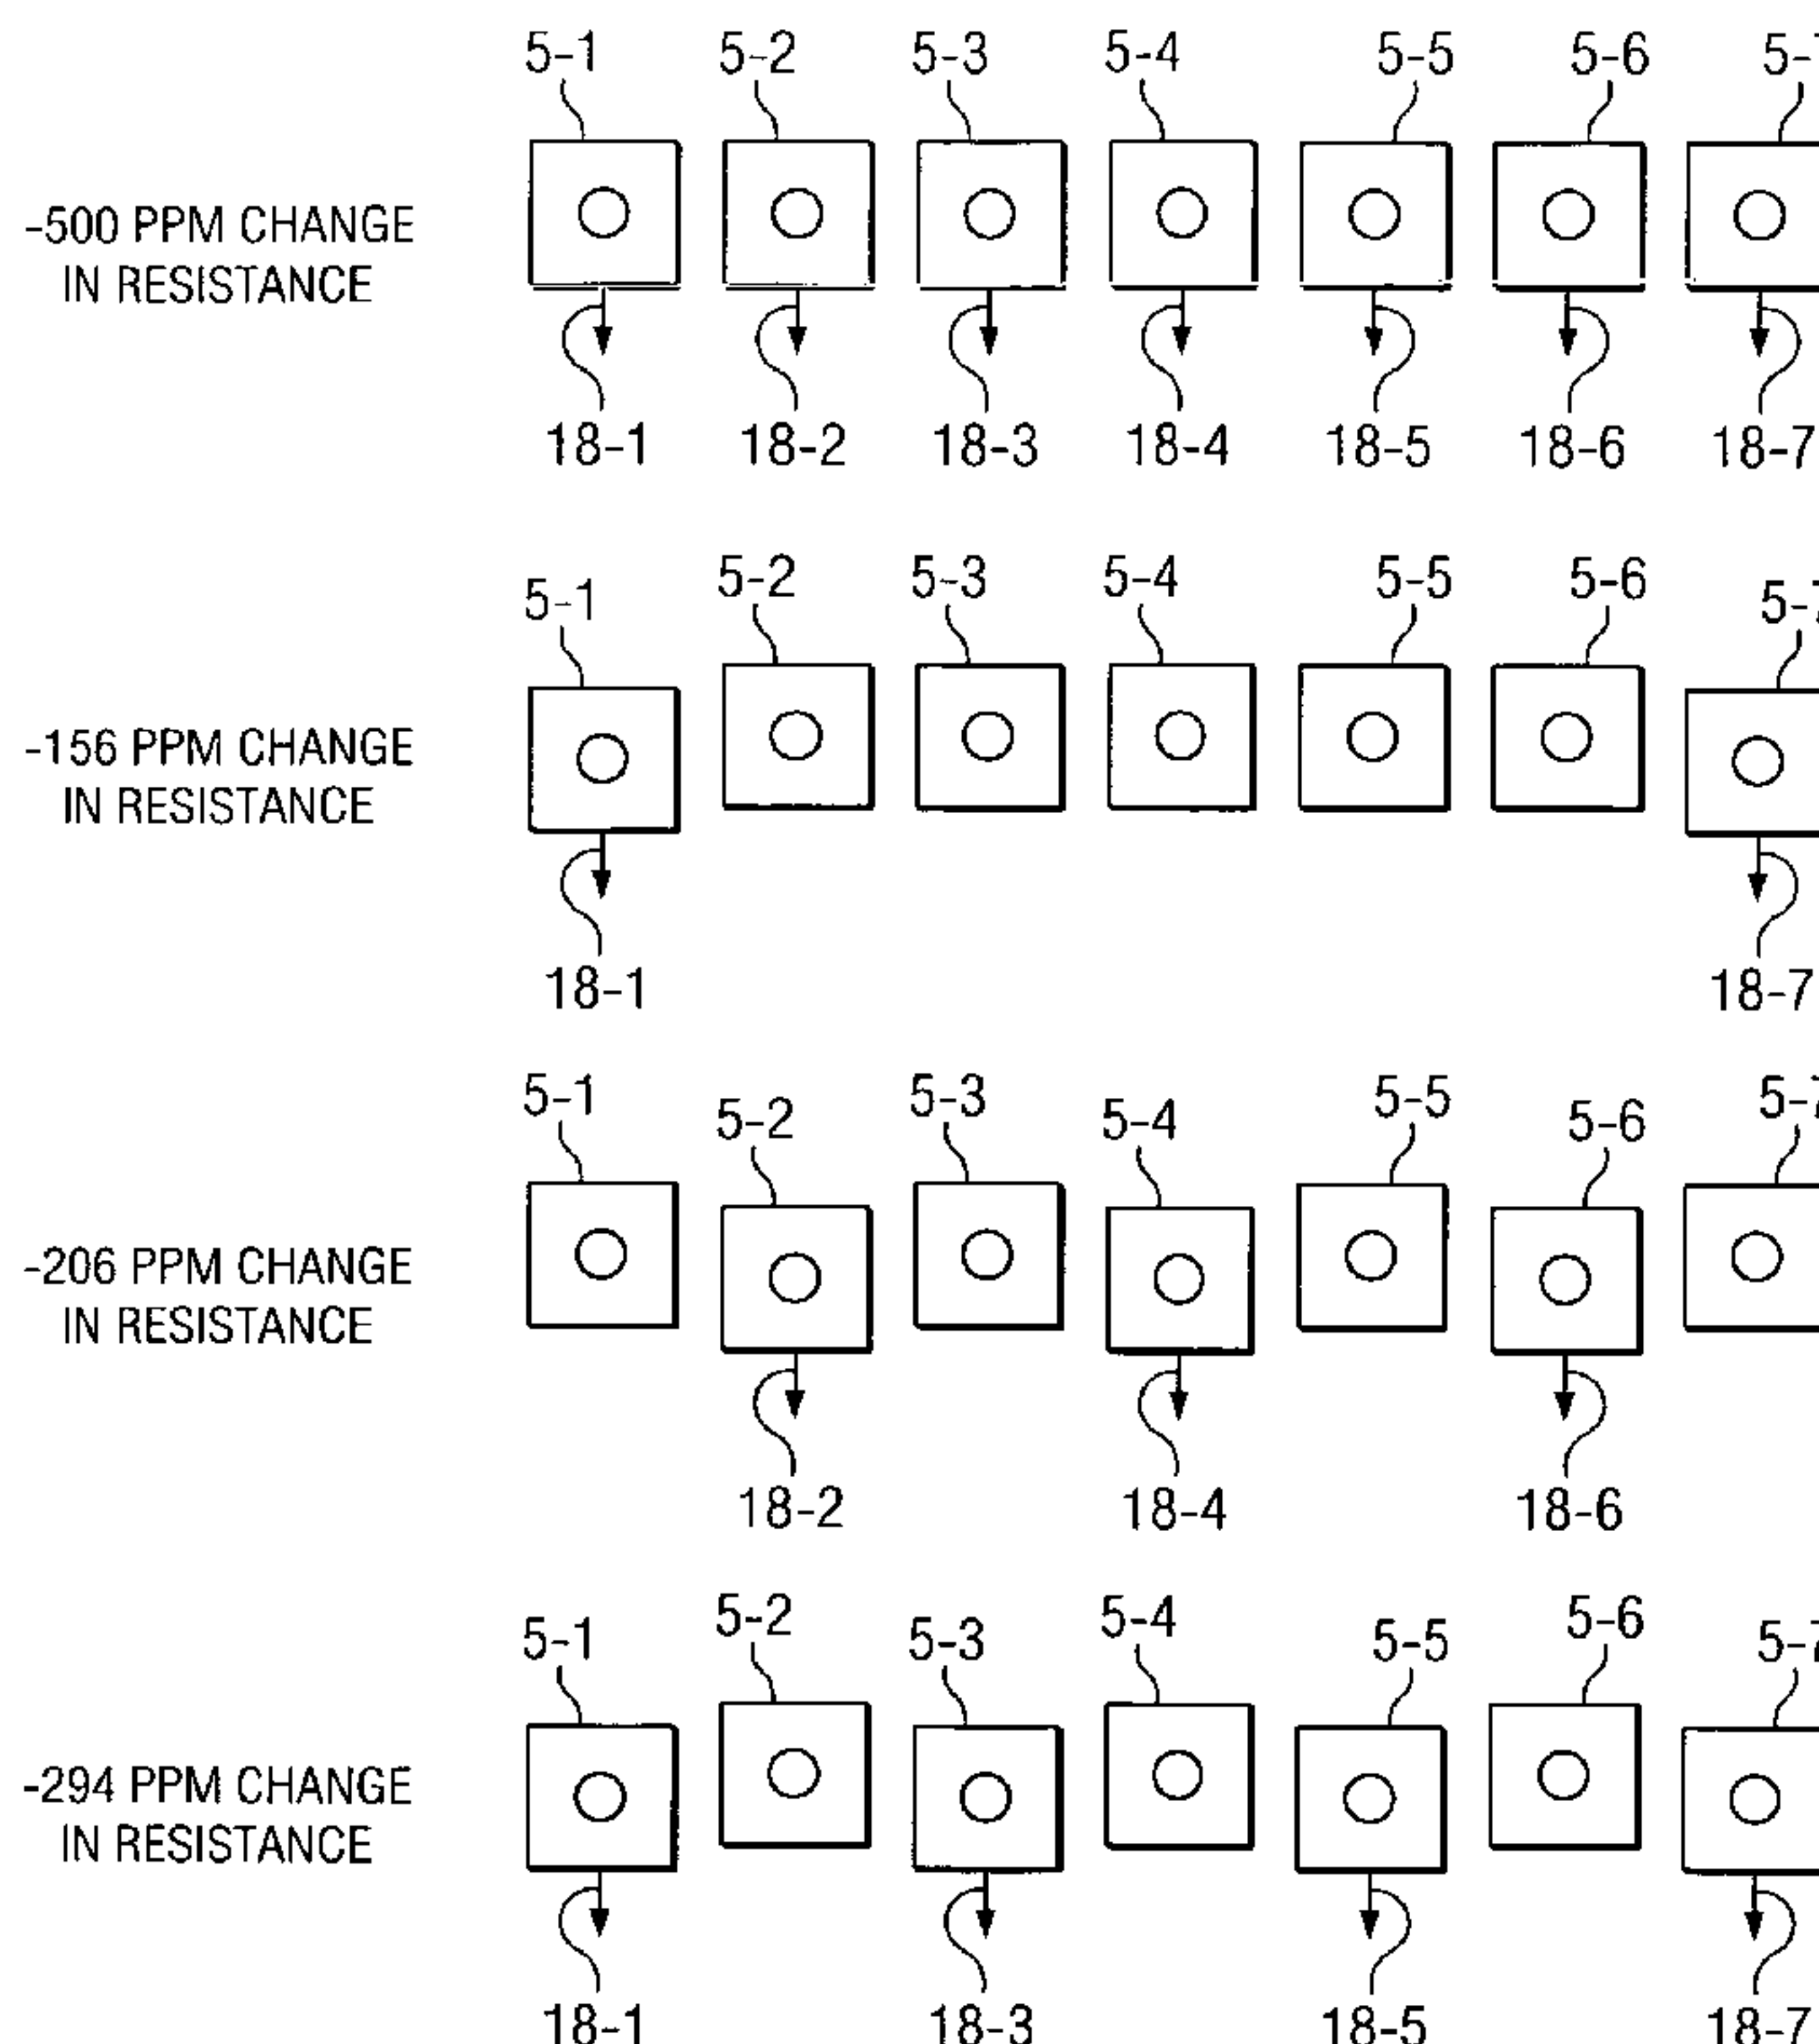 5-1 5-2 5-3 5-4 5-5 5-6
-500 PPM CHANGE
IN RESISTANCE
18-1 18-2 18-3 18-4 18-5 18-6 18-7
5-1 5-2 5-3 5-4 5-5 5-6
-156 PPM CHANGE
IN RESISTANCE
18-1 18-7
5-1 5-2 5-3 5-4 5-5 5-6
-206 PPM CHANGE
IN RESISTANCE
18-2 18-4 18-6
5-1 5-2 5-3 5-4 5-5 5-6
-294 PPM CHANGE
IN RESISTANCE
18-1 18-3 18-5 18-7